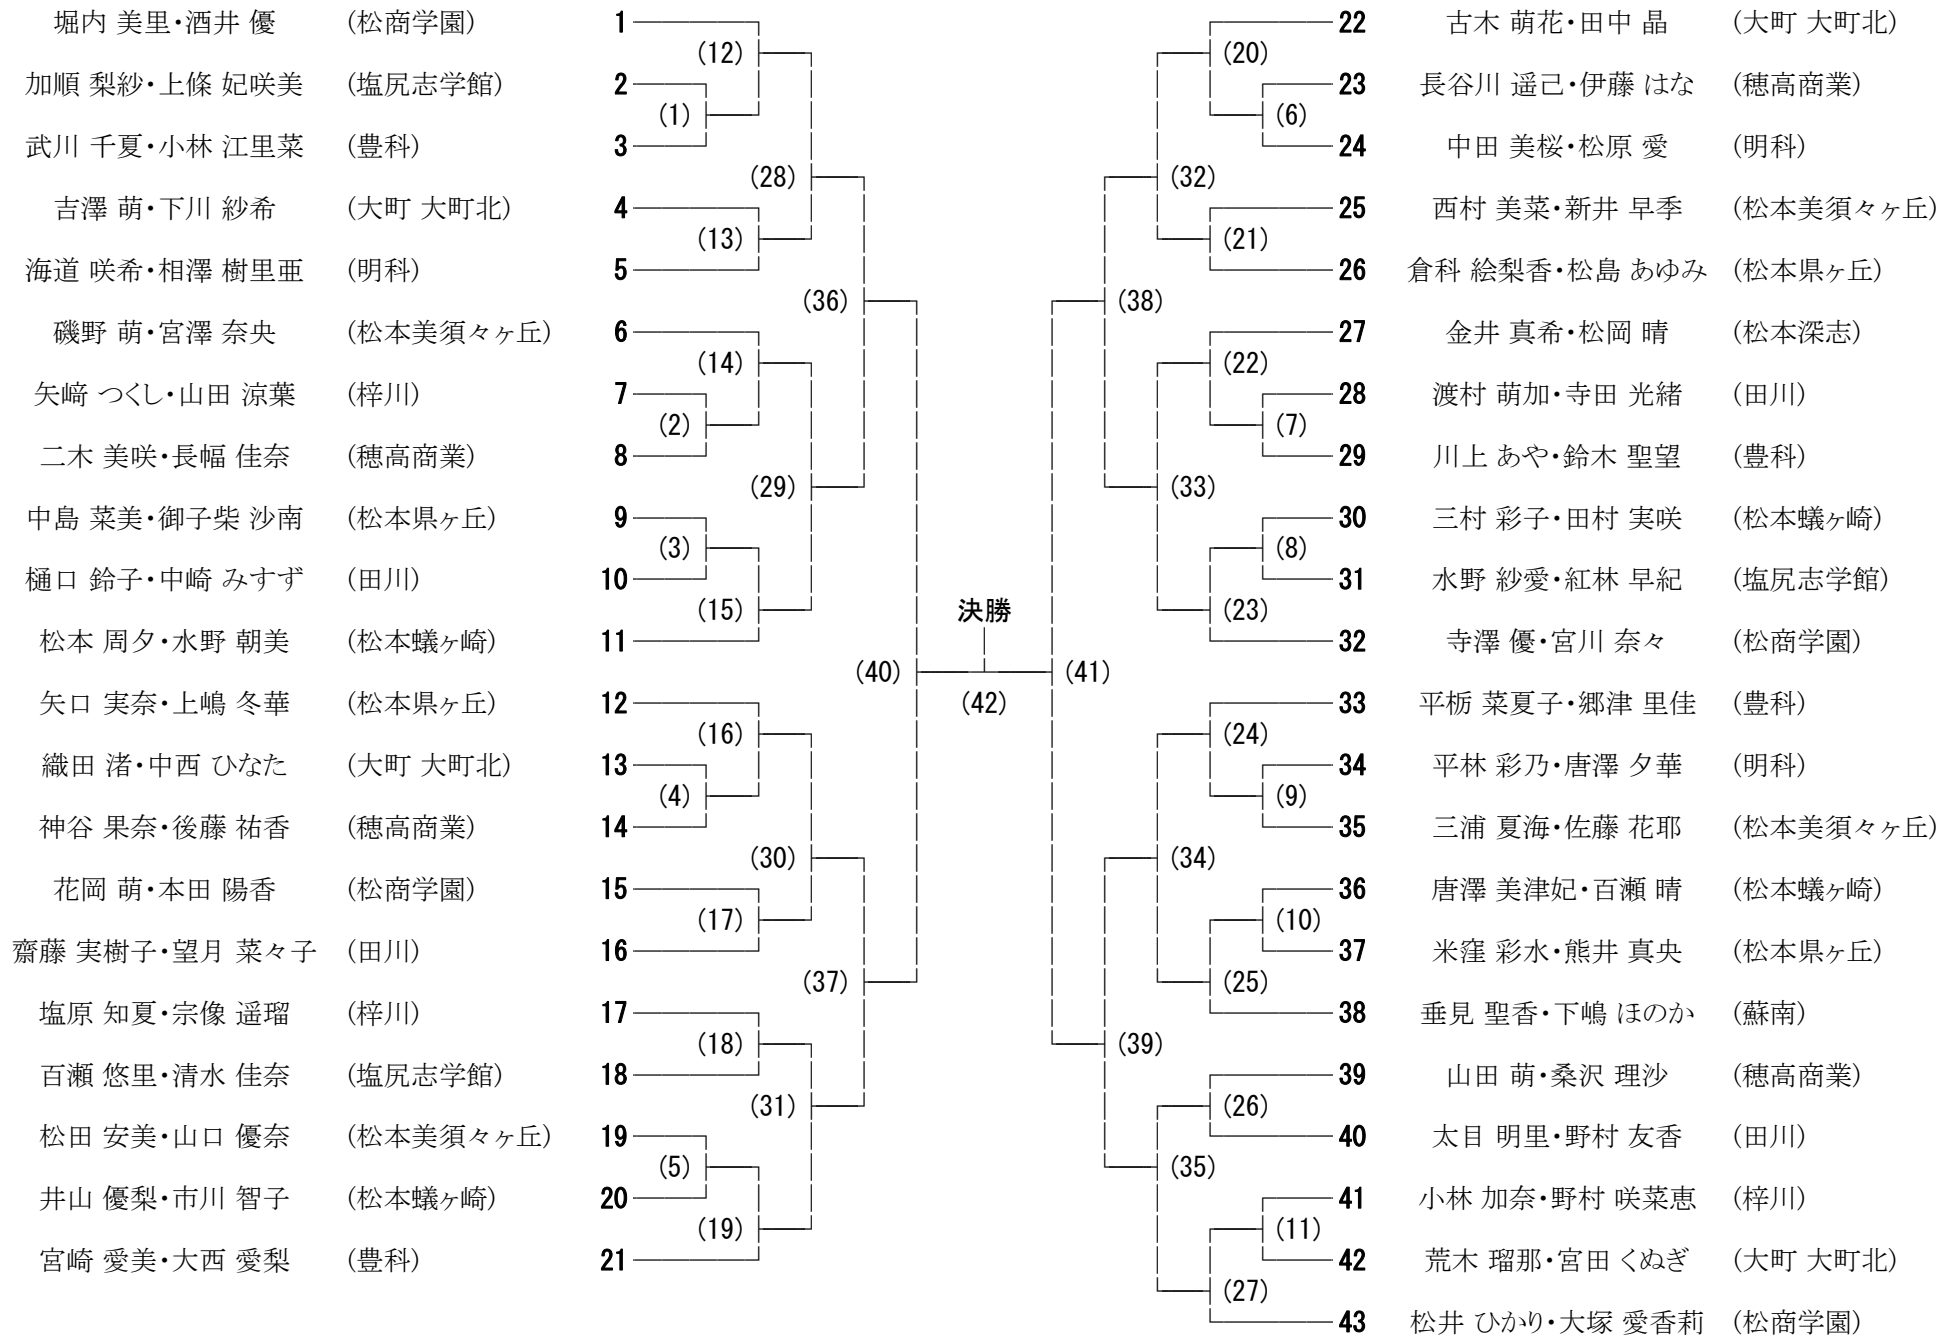 堀内 美里・酒井 優 (松商学園) 1 22 古木 萌花・田中 晶 (大町 大町北)
(12) (20)
加順 梨紗・上條 妃咲美 (塩尻志学館) 2 23 長谷川 遥己・伊藤 はな (穂高商業)
(1) (6)
武川 千夏・小林 江里菜 (豊科) 3 24 中田 美桜・松原 愛 (明科)
(28) (32)
吉澤 萌・下川 紗希 (大町 大町北) 4 25 西村 美菜・新井 早季 (松本美須々ヶ丘)
(13) (21)
海道 咲希・相澤 樹里亜 (明科) 5 26 倉科 絵梨香・松島 あゆみ (松本県ヶ丘)
(36) (38)
磯野 萌・宮澤 奈央 (松本美須々ヶ丘) 6 27 金井 真希・松岡 晴 (松本深志)
(14) (22)
矢﨑 つくし・山田 涼葉 (梓川) 7 28 渡村 萌加・寺田 光緒 (田川)
(2) (7)
二木 美咲・長幅 佳奈 (穂高商業) 8 29 川上 あや・鈴木 聖望 (豊科)
(29) (33)
中島 菜美・御子柴 沙南 (松本県ヶ丘) 9 30 三村 彩子・田村 実咲 (松本蟻ヶ崎)
(3) (8)
樋口 鈴子・中崎 みすず (田川) 10 31 水野 紗愛・紅林 早紀 (塩尻志学館)
(15) 決勝 (23)
松本 周夕・水野 朝美 (松本蟻ヶ崎) 11 32 寺澤 優・宮川 奈々 (松商学園)
(40) (41)
矢口 実奈・上嶋 冬華 (松本県ヶ丘) 12 (42) 33 平栃 菜夏子・郷津 里佳 (豊科)
(16) (24)
織田 渚・中西 ひなた (大町 大町北) 13 34 平林 彩乃・唐澤 夕華 (明科)
(4) (9)
神谷 果奈・後藤 祐香 (穂高商業) 14 35 三浦 夏海・佐藤 花耶 (松本美須々ヶ丘)
(30) (34)
花岡 萌・本田 陽香 (松商学園) 15 36 唐澤 美津妃・百瀬 晴 (松本蟻ヶ崎)
(17) (10)
齋藤 実樹子・望月 菜々子 (田川) 16 37 米窪 彩水・熊井 真央 (松本県ヶ丘)
(37) (25)
塩原 知夏・宗像 遥瑠 (梓川) 17 38 垂見 聖香・下嶋 ほのか (蘇南)
(18) (39)
百瀬 悠里・清水 佳奈 (塩尻志学館) 18 39 山田 萌・桑沢 理沙 (穂高商業)
(31) (26)
松田 安美・山口 優奈 (松本美須々ヶ丘) 19 40 太目 明里・野村 友香 (田川)
(5) (35)
井山 優梨・市川 智子 (松本蟻ヶ崎) 20 41 小林 加奈・野村 咲菜恵 (梓川)
(19) (11)
宮崎 愛美・大西 愛梨 (豊科) 21 42 荒木 瑠那・宮田 くぬぎ (大町 大町北)
(27)
43 松井 ひかり・大塚 愛香莉 (松商学園)